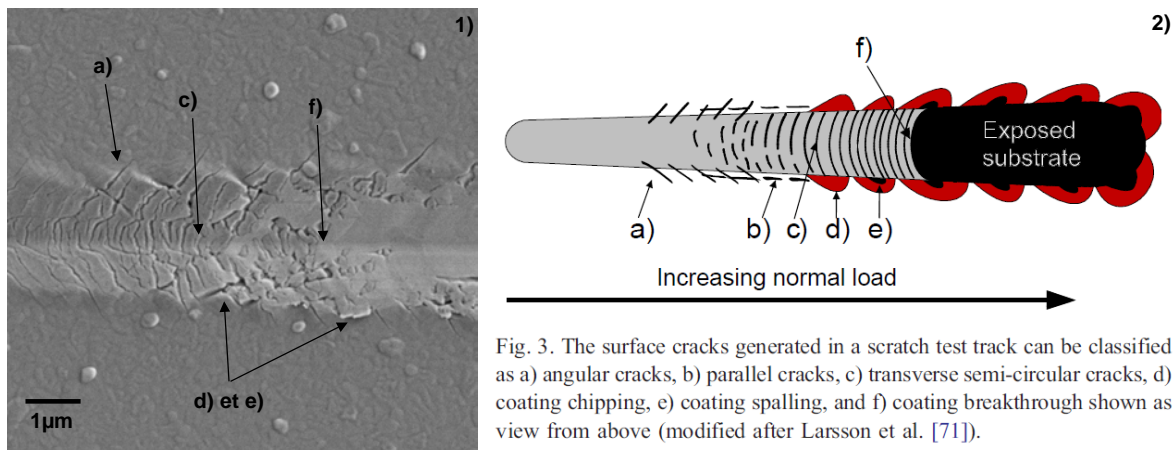 1)
a)
c)
f)
d) et e)
1µm
2)
f)
Exposed
substrate
a)
b)
c)
d)
e)
Increasing normal load
Fig. 3. The surface cracks generated in a scratch test track can be classified
as a) angular cracks, b) parallel cracks, c) transverse semi-circular cracks, d)
coating chipping, e) coating spalling, and f) coating breakthrough shown as
view from above (modified after Larsson et al. [71]).